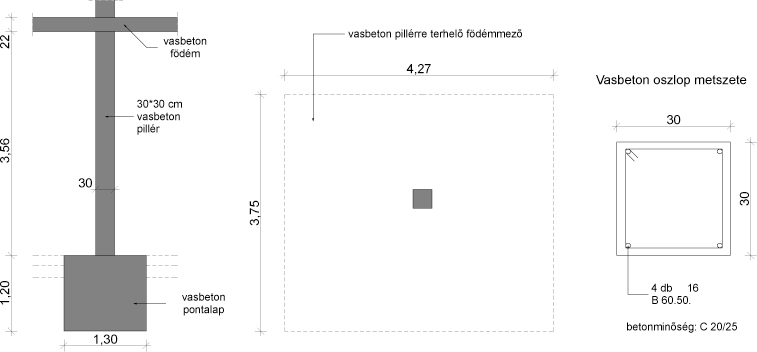 22
vasbeton
födém
30*30 cm
vasbeton
pillér
3,56
30
1,20
vasbeton
pontalap
1,30
vasbeton pillérre terhelő födémmező
4,27
3,75
Vasbeton oszlop metszete
30
30
4 db 16
B 60.50.
betonminőség: C 20/25